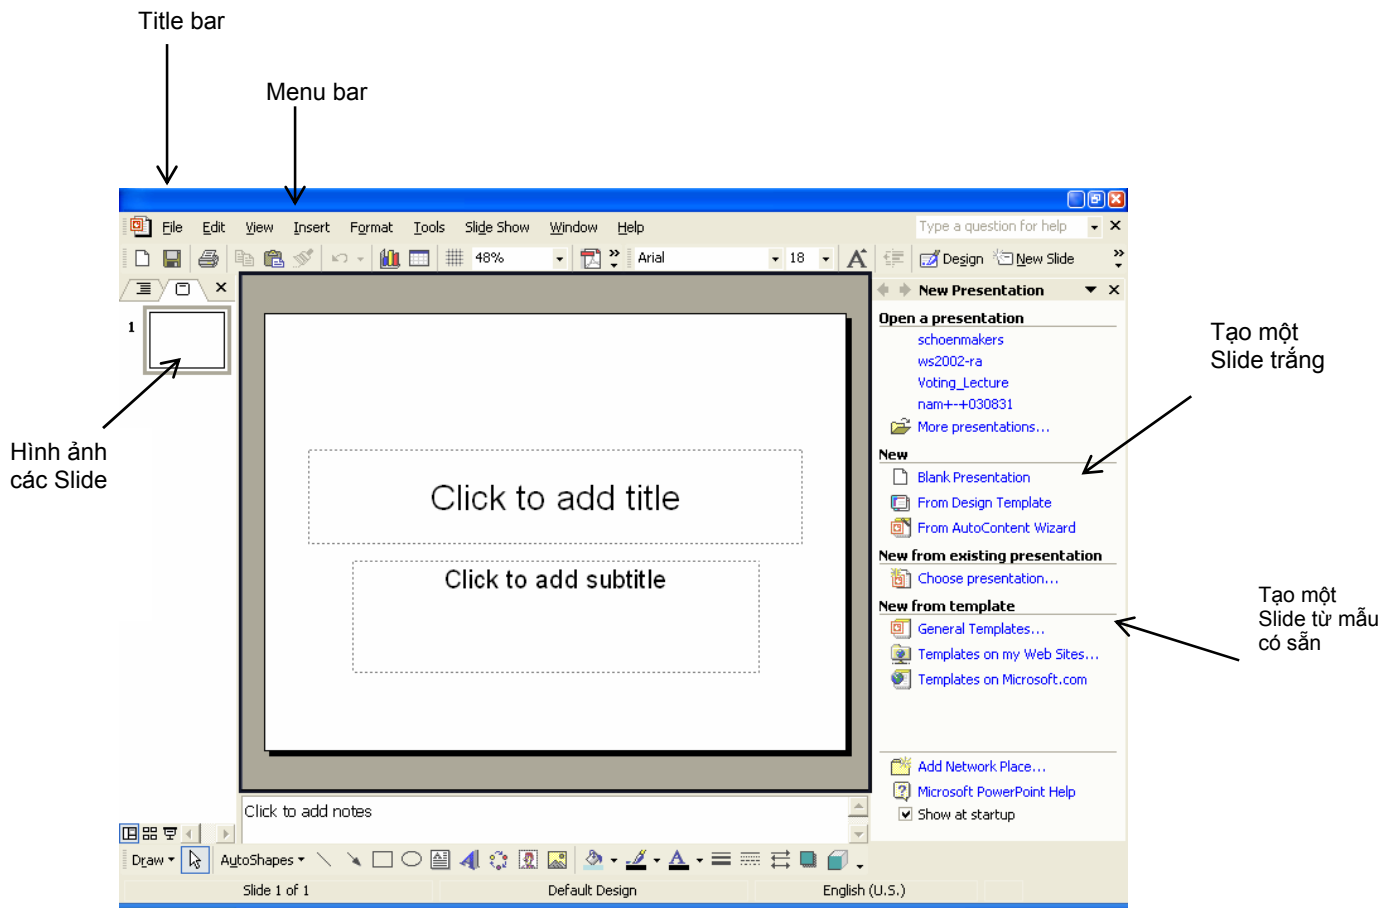 Title bar
Menu bar
File Edit View Insert Format Tools Slide Show Window Help Type a question for help
48% Arial 18 Design New Slide
New Presentation
1
Open a presentation
schoenmakers
ws2002-ra
Voting_Lecture
nam+-+030831
More presentations...
Tạo một
Slide trắng
Hình ảnh
các Slide
New
Blank Presentation
From Design Template
From AutoContent Wizard
Click to add title
Click to add subtitle
New from existing presentation
Choose presentation...
New from template
General Templates...
Templates on my Web Sites...
Templates on Microsoft.com
Tạo một
Slide từ mẫu
có sẵn
Add Network Place...
Microsoft PowerPoint Help
Show at startup
Click to add notes
Draw AutoShapes
Slide 1 of 1 Default Design English (U.S.)